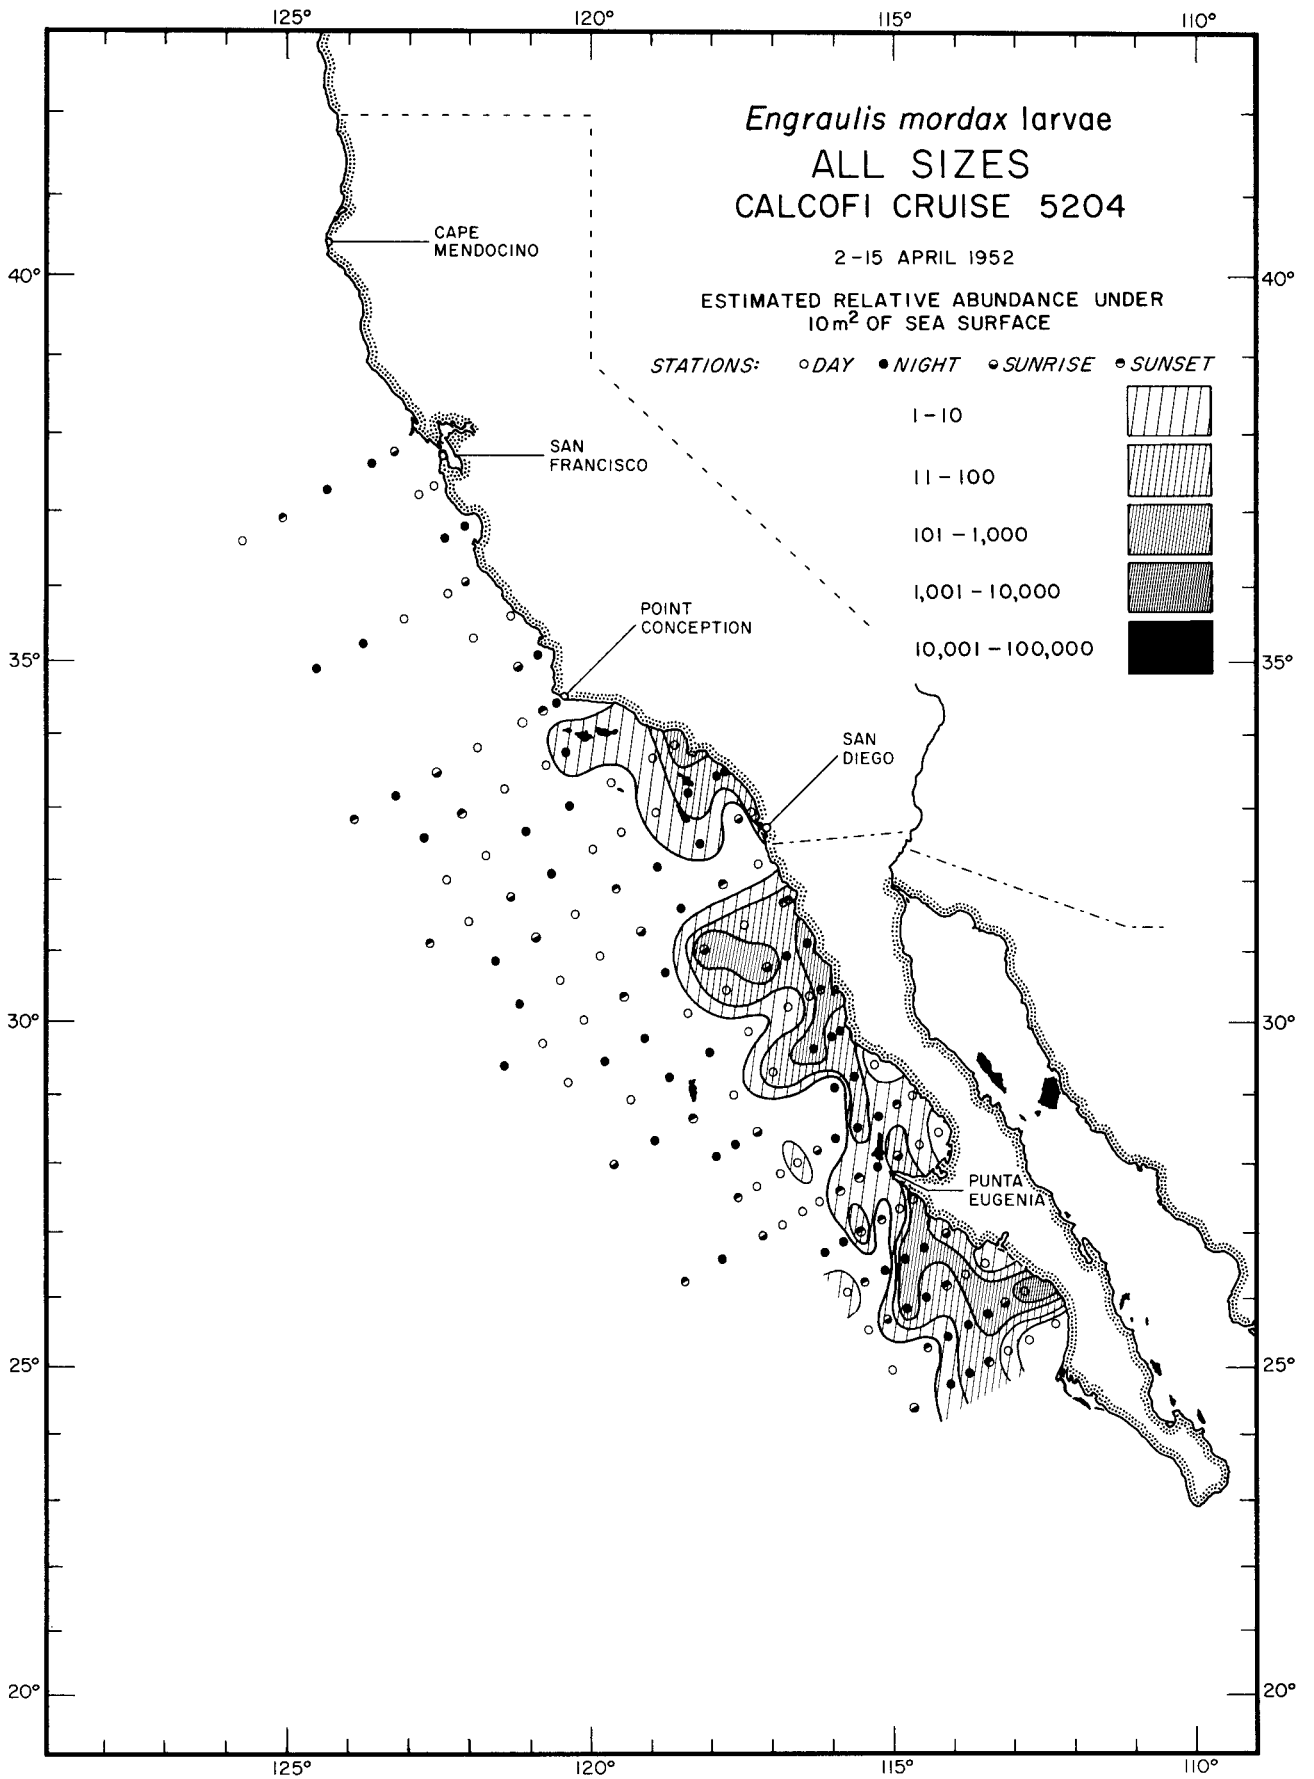 125° 120° 115° 110°
Engraulis mordax larvae
ALL SIZES
CALCOFI CRUISE 5204
2-15 APRIL 1952
ESTIMATED RELATIVE ABUNDANCE UNDER
10m² OF SEA SURFACE
STATIONS: ○DAY ●NIGHT SUNRISE SUNSET
1-10
11-100
101-1,000
1,001-10,000
10,001-100,000
CAPE
MENDOCINO
40° 40°
SAN
FRANCISCO
POINT
CONCEPTION
35° 35°
SAN
DIEGO
30° 30°
PUNTA
EUGENIA
25° 25°
20° 20°
125° 120° 115° 110°